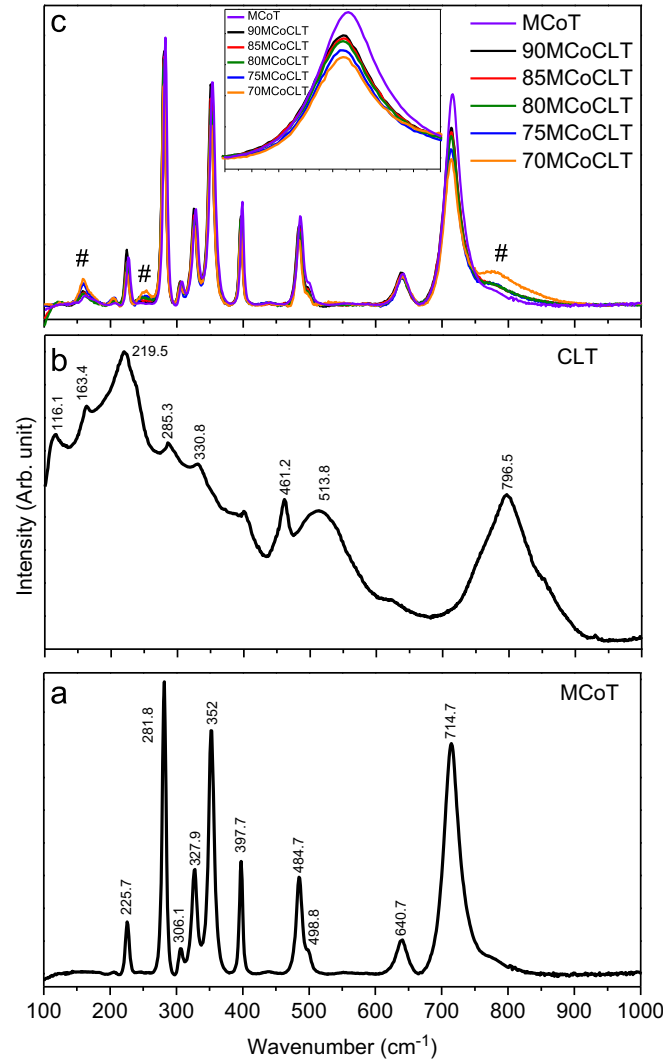 c
MCoT
90MCoCLT
85MCoCLT
80MCoCLT
75MCoCLT
70MCoCLT
MCoT
90MCoCLT
85MCoCLT
80MCoCLT
75MCoCLT
70MCoCLT
#
#
#
b
CLT
116.1
163.4
219.5
285.3
330.8
461.2
513.8
796.5
Intensity (Arb. unit)
a
MCoT
225.7
281.8
306.1
327.9
352
397.7
484.7
498.8
640.7
714.7
100 200 300 400 500 600 700 800 900 1000
Wavenumber (cm⁻¹)